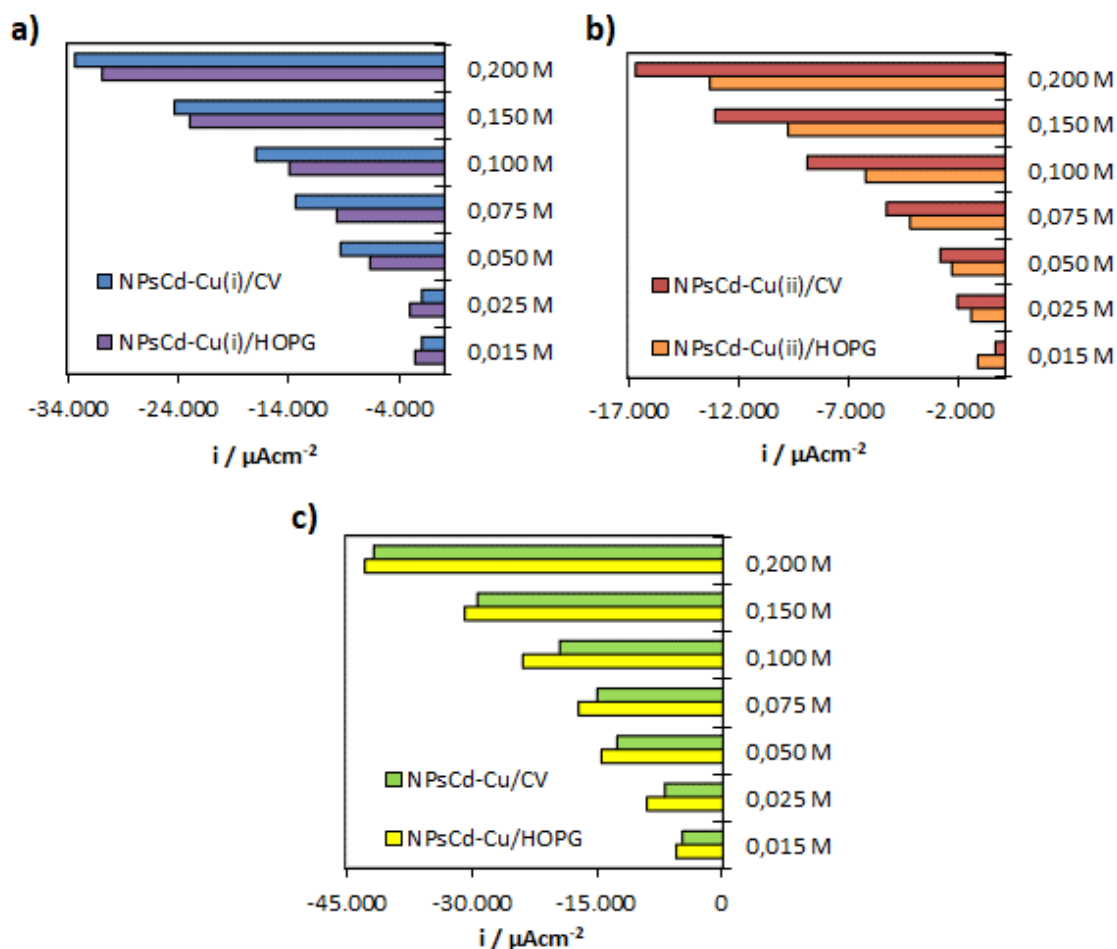 a)
0,200 M
0,150 M
0,100 M
0,075 M
0,050 M
0,025 M
0,015 M
NPsCd-Cu(i)/CV
NPsCd-Cu(i)/HOPG
-34.000 -24.000 -14.000 -4.000
i / µAcm⁻²
b)
0,200 M
0,150 M
0,100 M
0,075 M
0,050 M
0,025 M
0,015 M
NPsCd-Cu(ii)/CV
NPsCd-Cu(ii)/HOPG
-17.000 -12.000 -7.000 -2.000
i / µAcm⁻²
c)
0,200 M
0,150 M
0,100 M
0,075 M
0,050 M
0,025 M
0,015 M
NPsCd-Cu/CV
NPsCd-Cu/HOPG
-45.000 -30.000 -15.000 0
i / µAcm⁻²